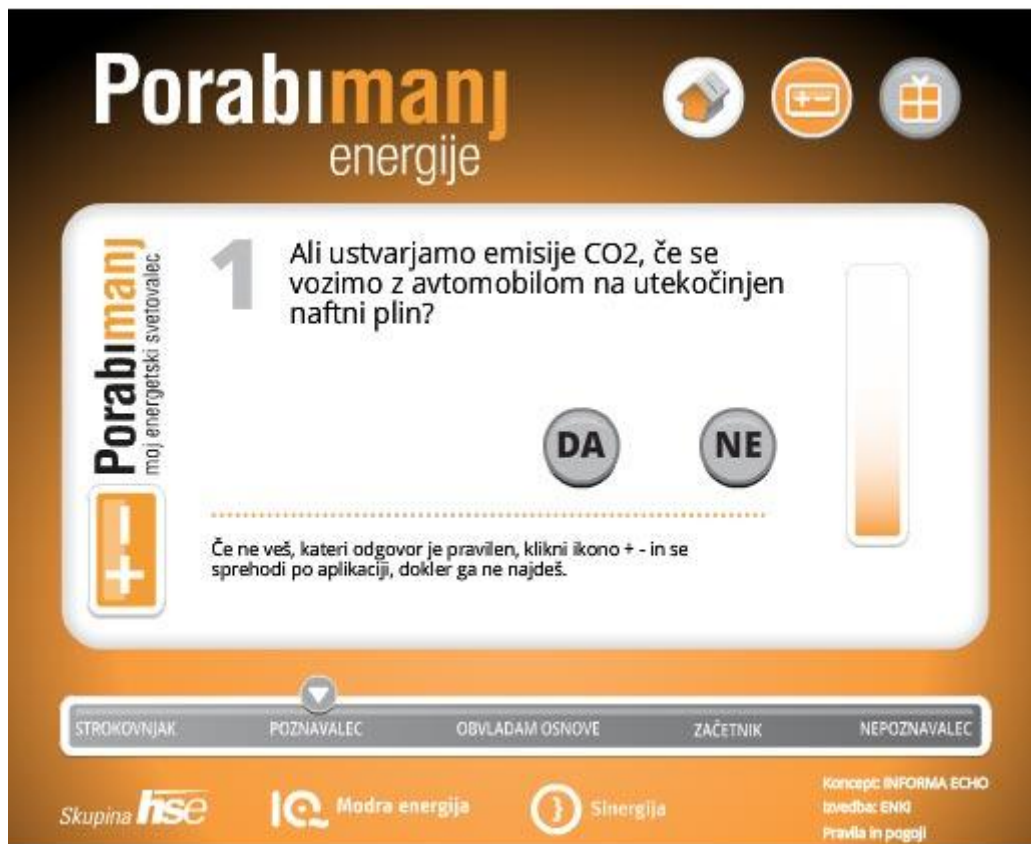 Porabimanj
energije
Porabimanj
moj energetski svetovalec
+ -
1
Ali ustvarjamo emisije CO2, če se
vozimo z avtomobilom na utekočinjen
naftni plin?
DA
NE
Če ne veš, kateri odgovor je pravilen, klikni ikono + - in se
sprehodi po aplikaciji, dokler ga ne najdeš.
STROKOVNJAK
POZNAVALEC
OBVLADAM OSNOVE
ZAČETNIK
NEPOZNAVALEC
Skupina hse
IQ Modra energija
Sinergija
Koncept: INFORMA ECHO
Izvedba: ENKI
Pravila in pogoji